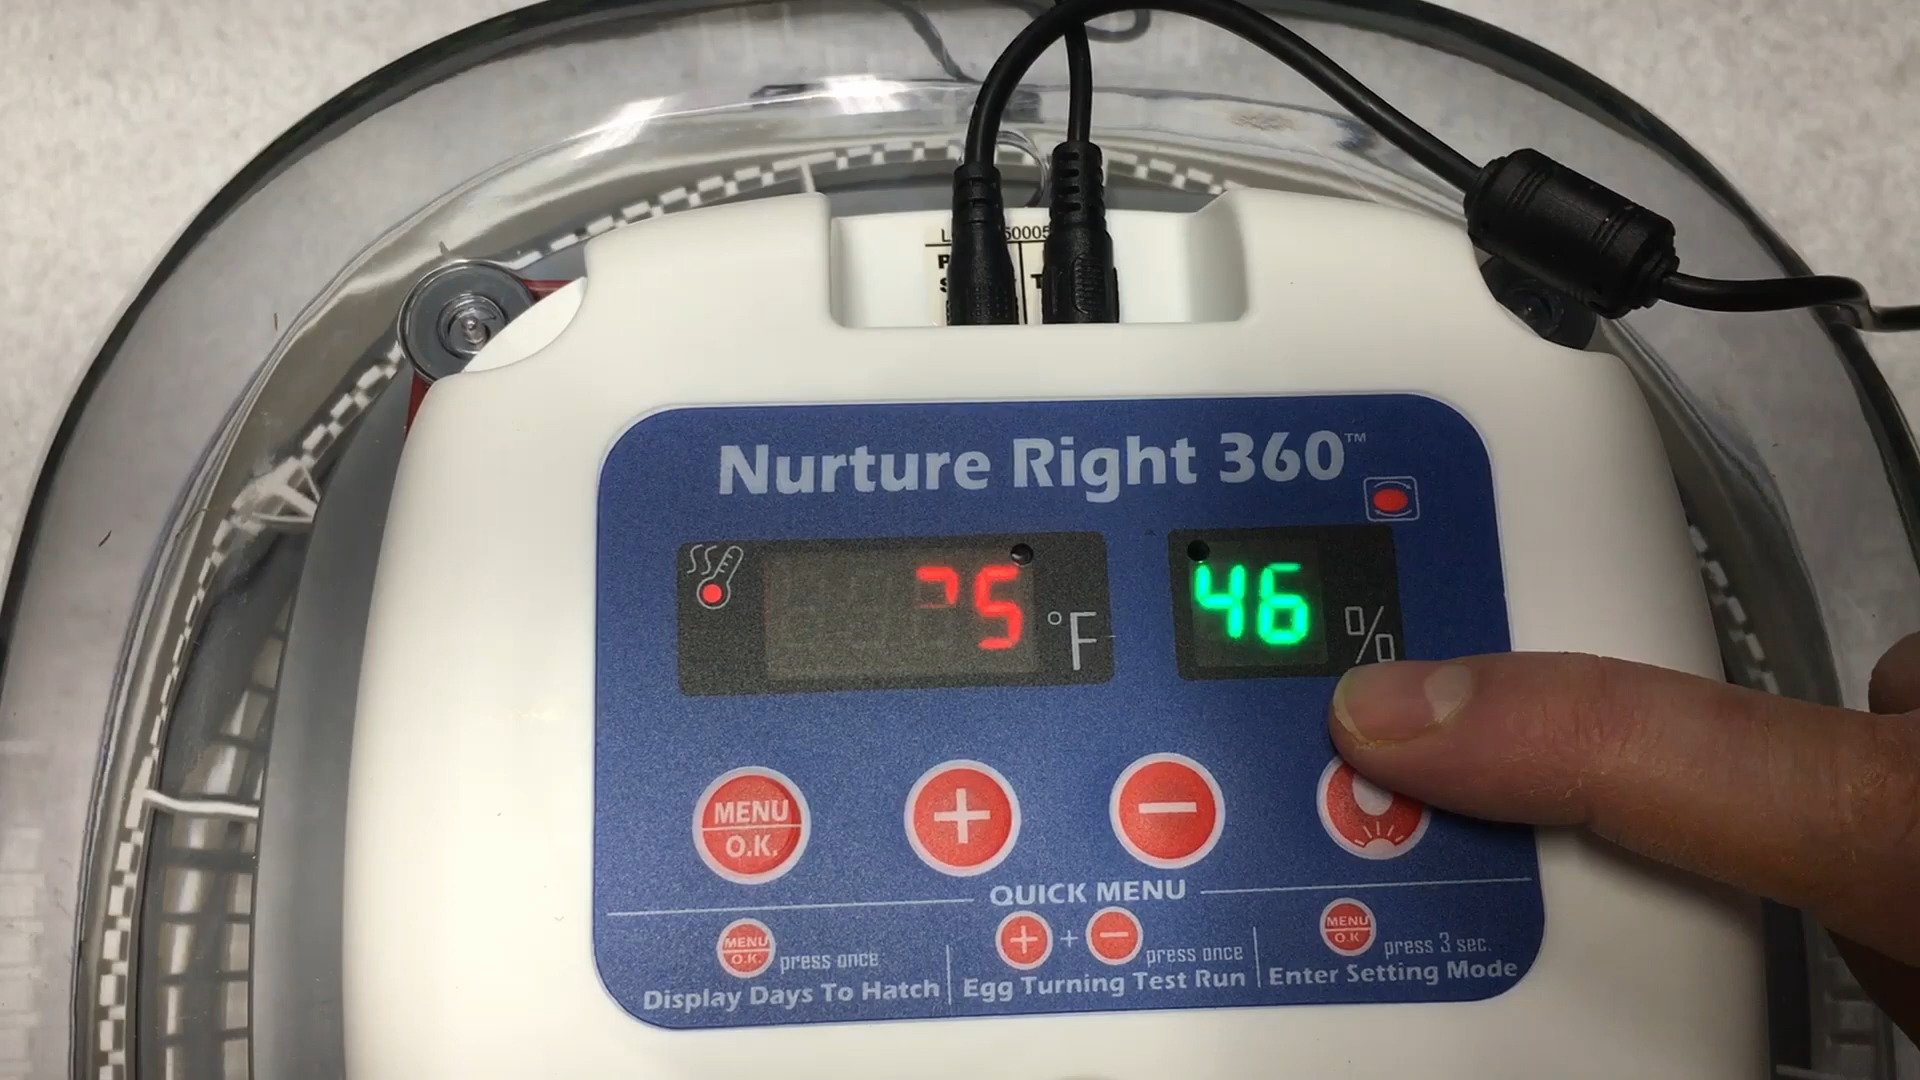 Nurture Right 360™
75 °F
46 %
MENU
O.K.
QUICK MENU
MENU
O.K. press once
Display Days To Hatch
+ + − press once
Egg Turning Test Run
MENU
O.K press 3 sec.
Enter Setting Mode